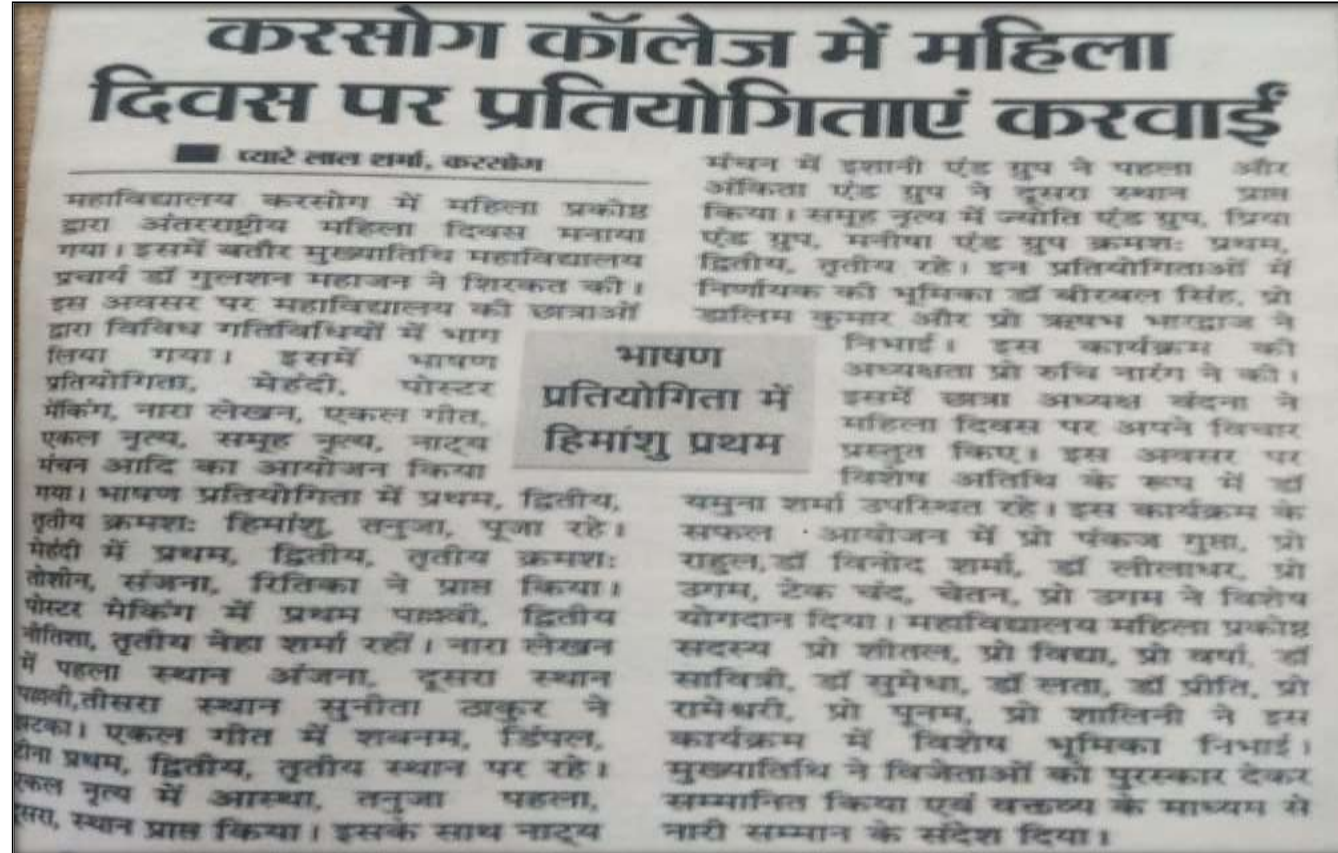 करसोग कॉलेज में महिला
दिवस पर प्रतियोगिताएं करवाईं
प्यारे लाल शर्मा, करसोग
महाविद्यालय करसोग में महिला प्रकोष्ठ
द्वारा अंतरराष्ट्रीय महिला दिवस मनाया
गया। इसमें बतौर मुख्यातिथि महाविद्यालय
प्रचार्य डॉ गुलशन महाजन ने शिरकत की।
इस अवसर पर महाविद्यालय की छात्राओं
द्वारा विविध गतिविधियों में भाग
लिया गया। इसमें भाषण
प्रतियोगिता, मेहंदी, पोस्टर
मेकिंग, नारा लेखन, एकल गीत,
एकल नृत्य, समूह नृत्य, नाट्य
मंचन आदि का आयोजन किया
गया। भाषण प्रतियोगिता में प्रथम, द्वितीय,
तृतीय क्रमश: हिमांशु, तनुजा, पूजा रहे।
मेहंदी में प्रथम, द्वितीय, तृतीय क्रमश:
तोशीन, संजना, रितिका ने प्राप्त किया।
पोस्टर मेकिंग में प्रथम पाल्लवी, द्वितीय
नीतिशा, तृतीय नेहा शर्मा रहीं। नारा लेखन
में पहला स्थान अंजना, दूसरा स्थान
पल्लवी,तीसरा स्थान सुनीता ठाकुर ने
झटका। एकल गीत में शबनम, डिंपल,
टीना प्रथम, द्वितीय, तृतीय स्थान पर रहे।
एकल नृत्य में आस्था, तनुजा पहला,
दूसरा, स्थान प्राप्त किया। इसके साथ नाट्य
भाषण
प्रतियोगिता में
हिमांशु प्रथम
मंचन में इशानी एंड ग्रुप ने पहला और
अंकिता एंड ग्रुप ने दूसरा स्थान प्राप्त
किया। समूह नृत्य में ज्योति एंड ग्रुप, प्रिया
एंड ग्रुप, मनीषा एंड ग्रुप क्रमश: प्रथम,
द्वितीय, तृतीय रहे। इन प्रतियोगिताओं में
निर्णायक की भूमिका डॉ बीरबल सिंह, प्रो
डालिम कुमार और प्रो ऋषभ भारद्वाज ने
निभाई। इस कार्यक्रम की
अध्यक्षता प्रो रुचि नारंग ने की।
इसमें छात्रा अध्यक्ष वंदना ने
महिला दिवस पर अपने विचार
प्रस्तुत किए। इस अवसर पर
विशेष अतिथि के रूप में डॉ
यमुना शर्मा उपस्थित रहे। इस कार्यक्रम के
सफल आयोजन में प्रो पंकज गुप्ता, प्रो
राहुल,डॉ विनोद शर्मा, डॉ लीलाधर, प्रो
उगम, टेक चंद, चेतन, प्रो उगम ने विशेष
योगदान दिया। महाविद्यालय महिला प्रकोष्ठ
सदस्य प्रो शीतल, प्रो विद्या, प्रो वर्षा, डॉ
सावित्री, डॉ सुमेधा, डॉ लता, डॉ प्रीति, प्रो
रामेश्वरी, प्रो पूनम, प्रो शालिनी ने इस
कार्यक्रम में विशेष भूमिका निभाई।
मुख्यातिथि ने विजेताओं को पुरस्कार देकर
सम्मानित किया एवं वक्तव्य के माध्यम से
नारी सम्मान के संदेश दिया।